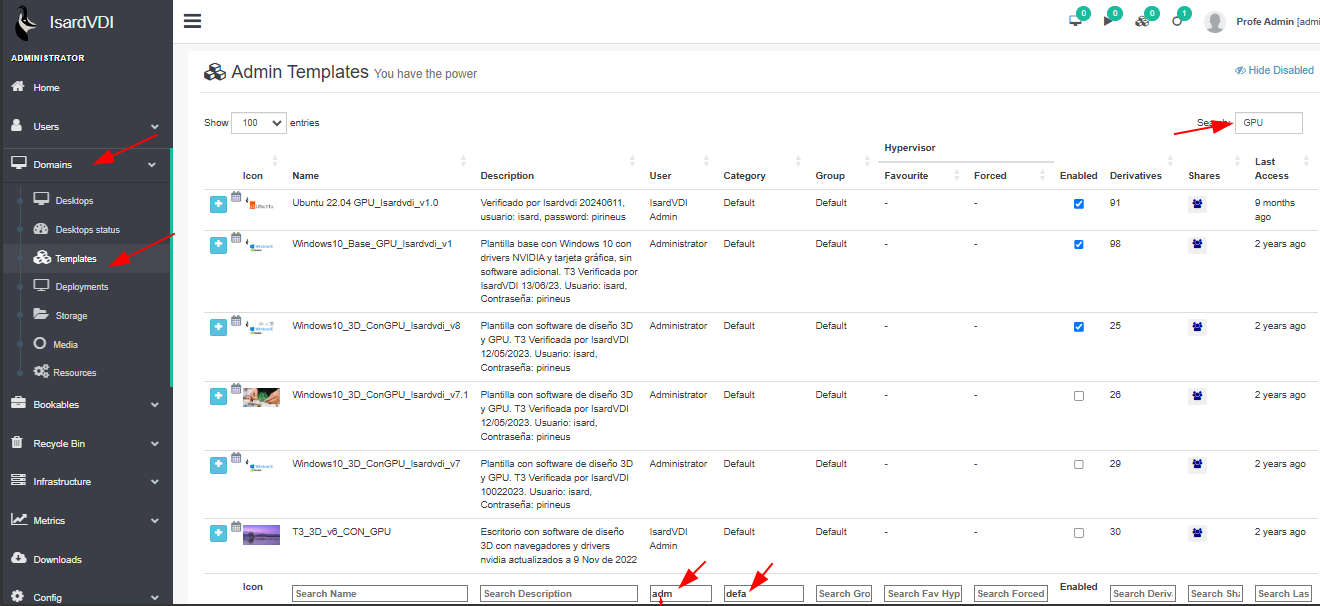 IsardVDI
0
0
0
1
Profe Admin [admi
ADMINISTRATOR
Home
Users
Domains
Desktops
Desktops status
Templates
Deployments
Storage
Media
Resources
Bookables
Recycle Bin
Infrastructure
Metrics
Downloads
Config
Admin Templates You have the power
Hide Disabled
Show 100 entries
Search: GPU
Hypervisor
Icon Name Description User Category Group Favourite Forced Enabled Derivatives Shares Last
Access
Ubuntu 22.04 GPU_Isardvdi_v1.0 Verificado por Isardvdi 20240611, IsardVDI Default Default - - 91 9 months
usuario: isard, password: pirineus Admin ago
Windows10_Base_GPU_Isardvdi_v1 Plantilla base con Windows 10 con Administrator Default Default - - 98 2 years ago
drivers NVIDIA y tarjeta gráfica, sin
software adicional. T3 Verificada por
IsardVDI 13/06/23. Usuario: isard,
Contraseña: pirineus
Windows10_3D_ConGPU_Isardvdi_v8 Plantilla con software de diseño 3D Administrator Default Default - - 25 2 years ago
y GPU. T3 Verificada por IsardVDI
12/05/2023. Usuario: isard,
Contraseña: pirineus
Windows10_3D_ConGPU_Isardvdi_v7.1 Plantilla con software de diseño 3D Administrator Default Default - - 26 2 years ago
y GPU. T3 Verificada por IsardVDI
12/05/2023. Usuario: isard,
Contraseña: pirineus
Windows10_3D_ConGPU_Isardvdi_v7 Plantilla con software de diseño 3D Administrator Default Default - - 29 2 years ago
y GPU. T3 Verificada por IsardVDI
10022023. Usuario: isard,
Contraseña: pirineus
T3_3D_v6_CON_GPU Escritorio con software de diseño IsardVDI Default Default - - 30 2 years ago
3D con navegadores y drivers Admin
nvidia actualizados a 9 Nov de 2022
Icon Search Name Search Description adm defa Search Gro Search Fav Hyp Search Forced Enabled Search Deriv. Search Sha Search Las